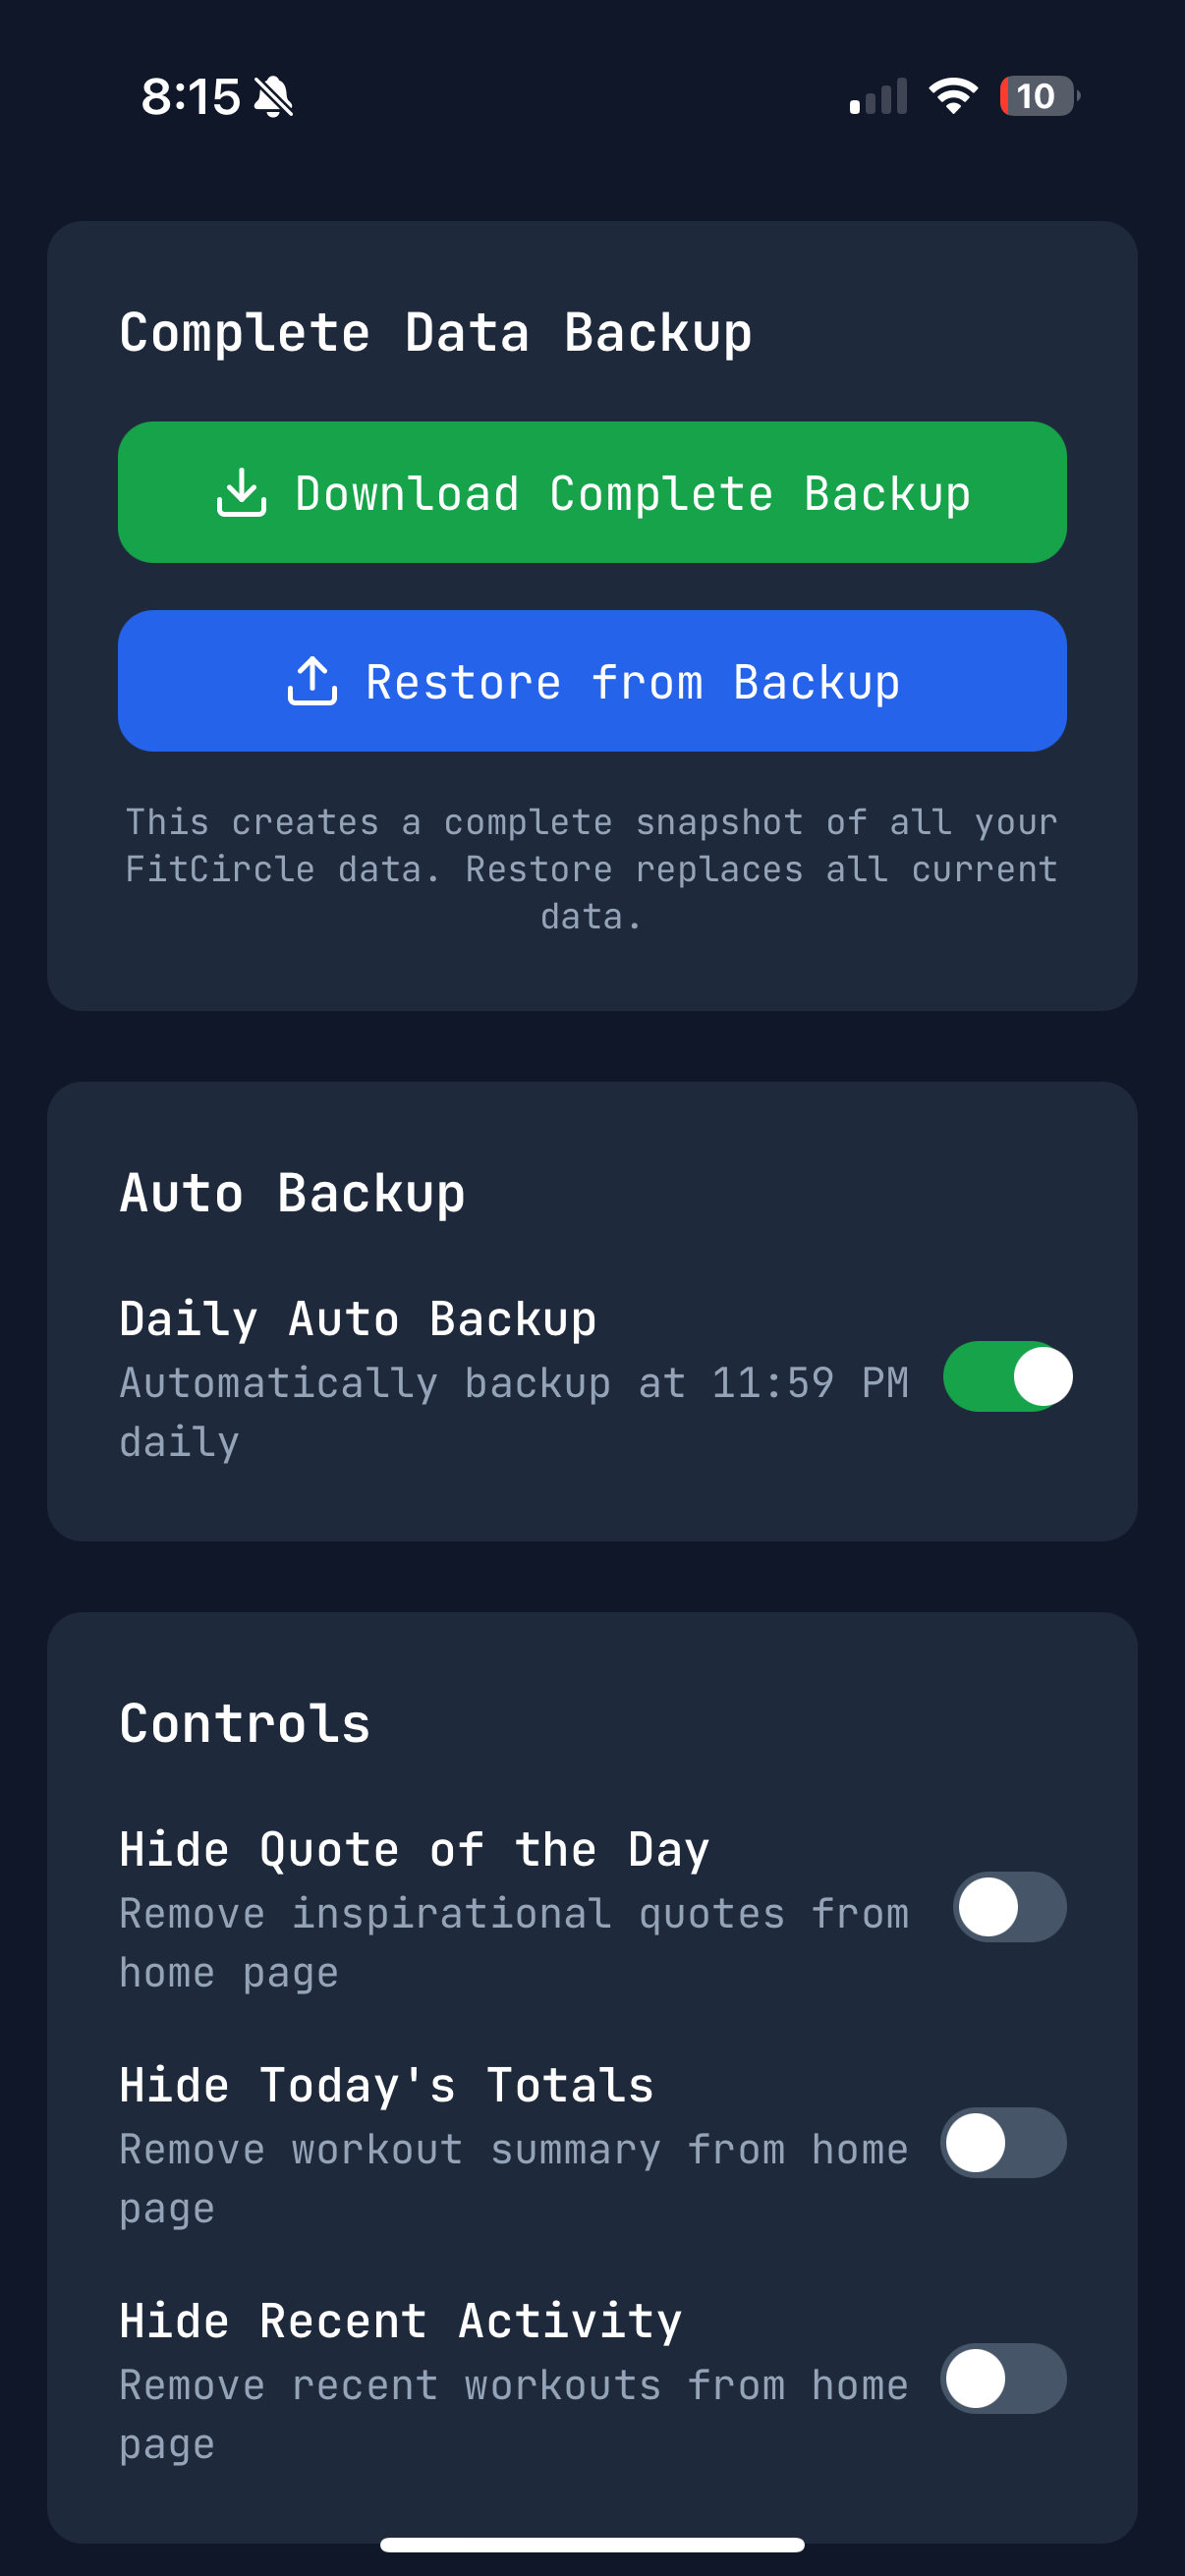 8:15
10
Complete Data Backup
Download Complete Backup
Restore from Backup
This creates a complete snapshot of all your
FitCircle data. Restore replaces all current
data.
Auto Backup
Daily Auto Backup
Automatically backup at 11:59 PM
daily
Controls
Hide Quote of the Day
Remove inspirational quotes from
home page
Hide Today's Totals
Remove workout summary from home
page
Hide Recent Activity
Remove recent workouts from home
page